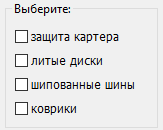 Выберите:
защита картера
литые диски
шипованные шины
коврики